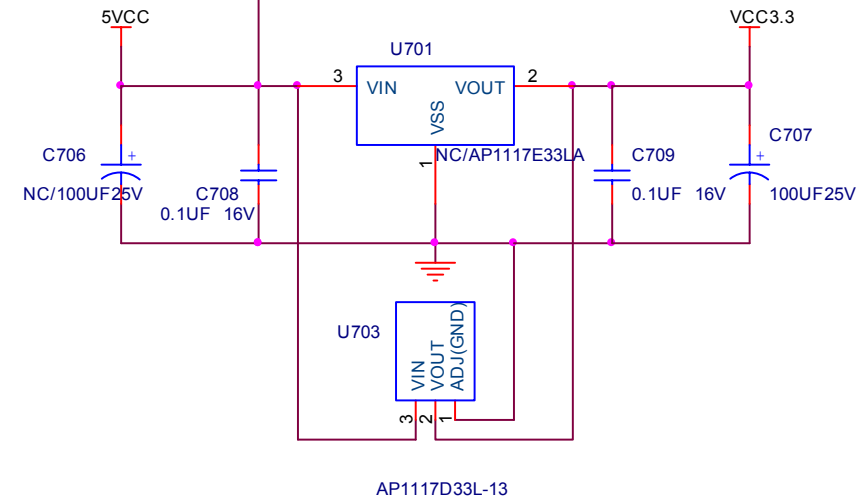 5VCC
VCC3.3
U701
3
VIN
VOUT
2
VSS
1
NC/AP1117E33LA
C706
NC/100UF25V
C708
0.1UF 16V
C709
0.1UF 16V
C707
100UF25V
U703
VIN
VOUT
ADJ(GND)
3
2
1
AP1117D33L-13